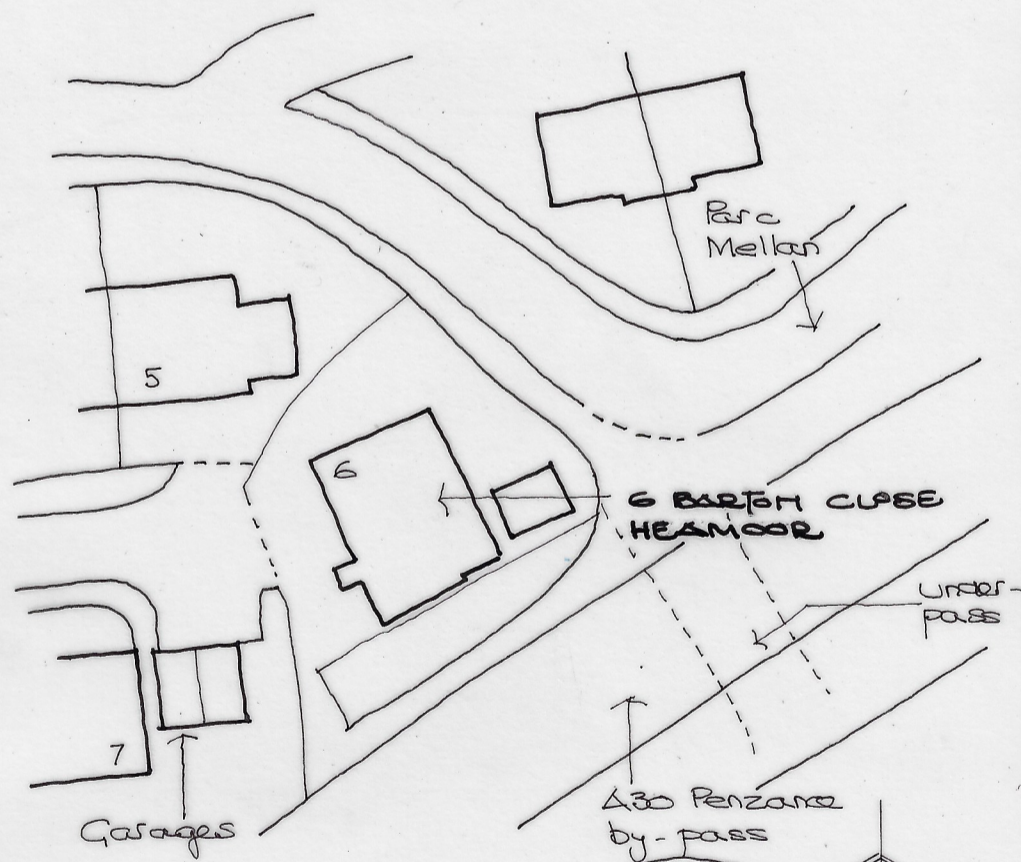 Parc
Mellan
5
6
6 BARTON CLOSE
HEAMOOR
under-
pass
7
A30 Penzance
by-pass
Garages